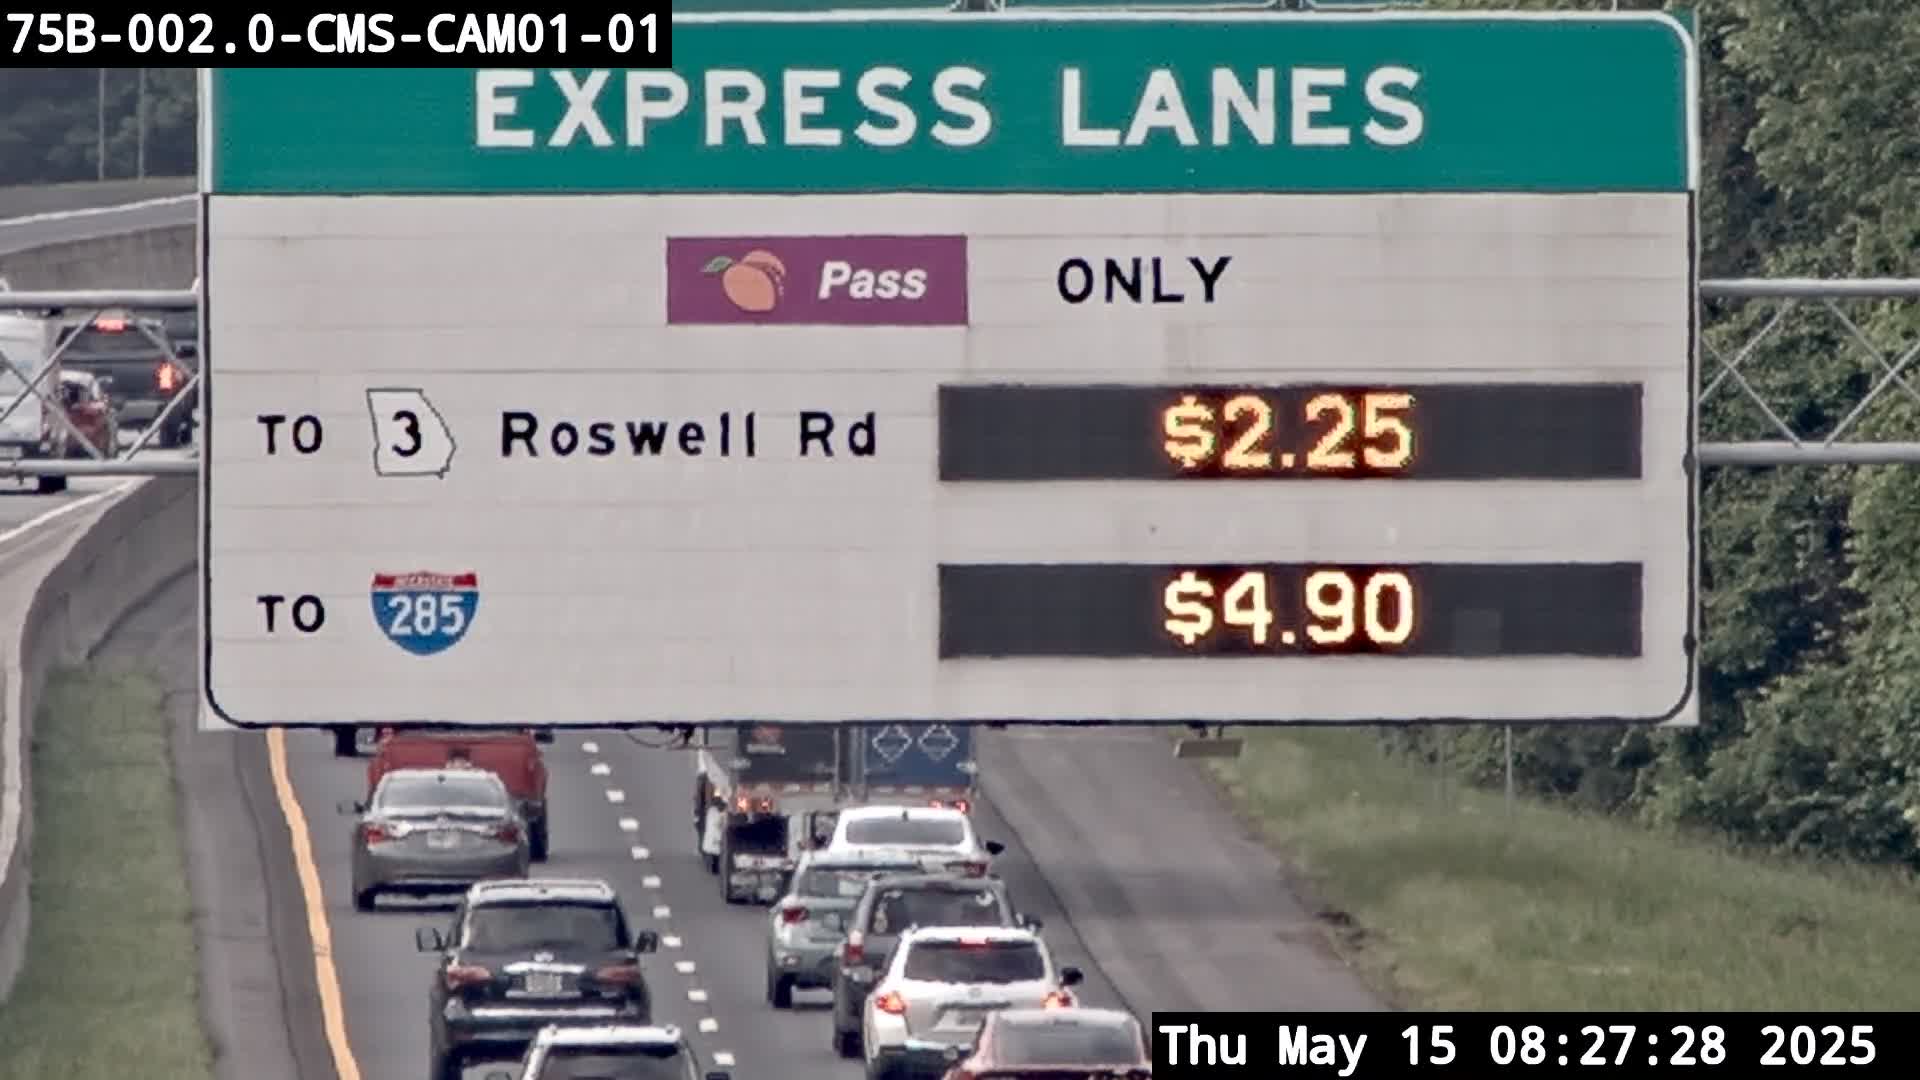 75B-002.0-CMS-CAM01-01
EXPRESS LANES
Pass ONLY
TO 3 Roswell Rd $2.25
INTERSTATE
TO 285 $4.90
Thu May 15 08:27:28 2025